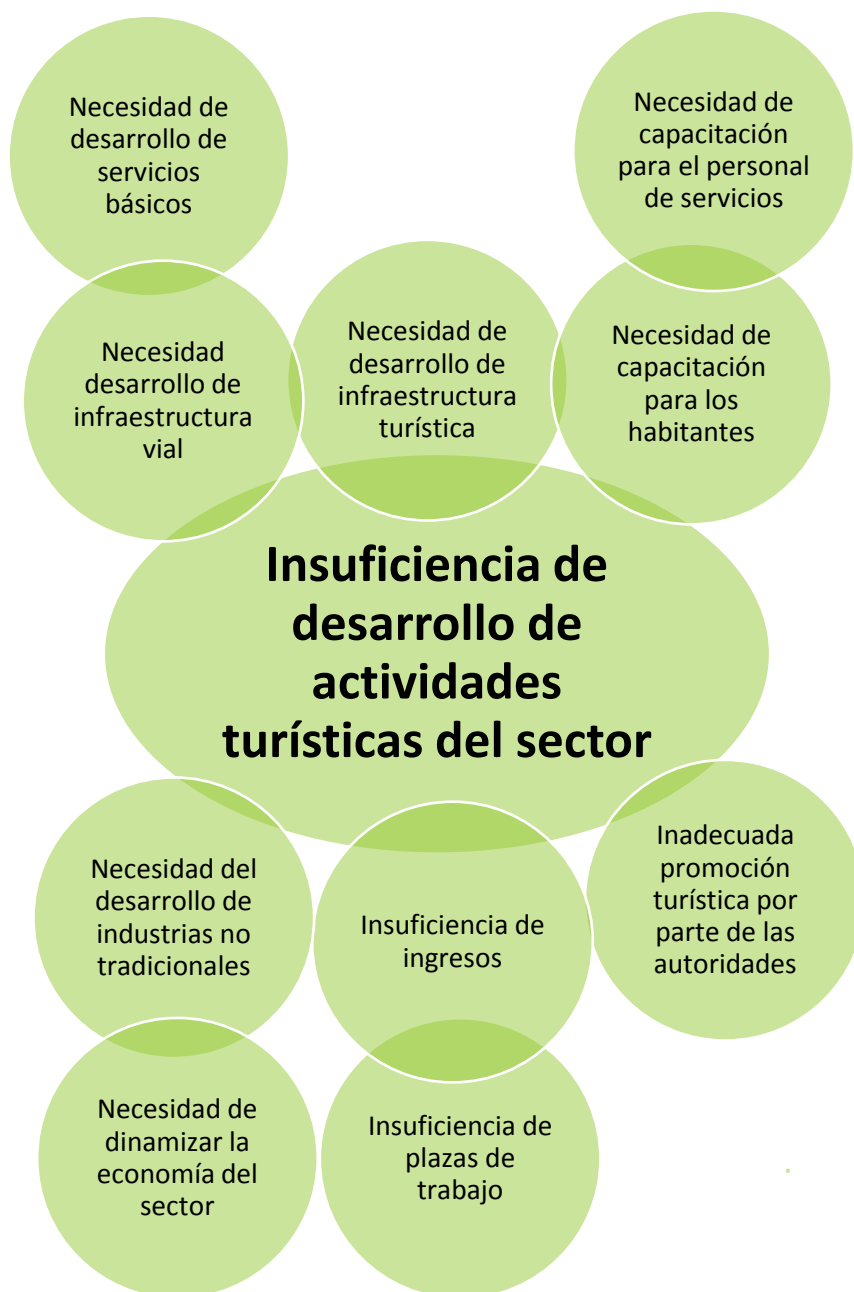 Necesidad de
desarrollo de
servicios
básicos
Necesidad de
capacitación
para el personal
de servicios
Necesidad
desarrollo de
infraestructura
vial
Necesidad de
desarrollo de
infraestructura
turística
Necesidad de
capacitación
para los
habitantes
Insuficiencia de
desarrollo de
actividades
turísticas del sector
Necesidad del
desarrollo de
industrias no
tradicionales
Insuficiencia de
ingresos
Inadecuada
promoción
turística por
parte de las
autoridades
Necesidad de
dinamizar la
economía del
sector
Insuficiencia de
plazas de
trabajo